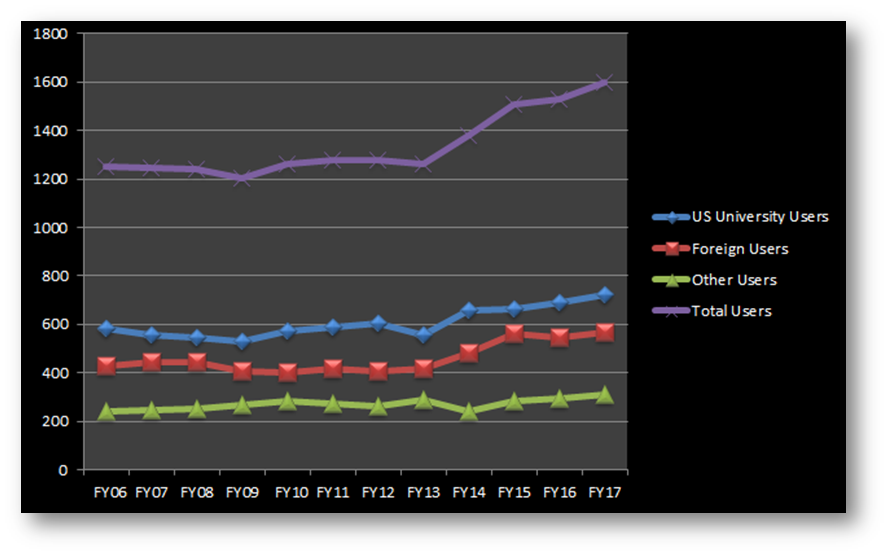 1800
1600
1400
1200
1000
800
600
400
200
0
FY06 FY07 FY08 FY09 FY10 FY11 FY12 FY13 FY14 FY15 FY16 FY17
US University Users
Foreign Users
Other Users
Total Users